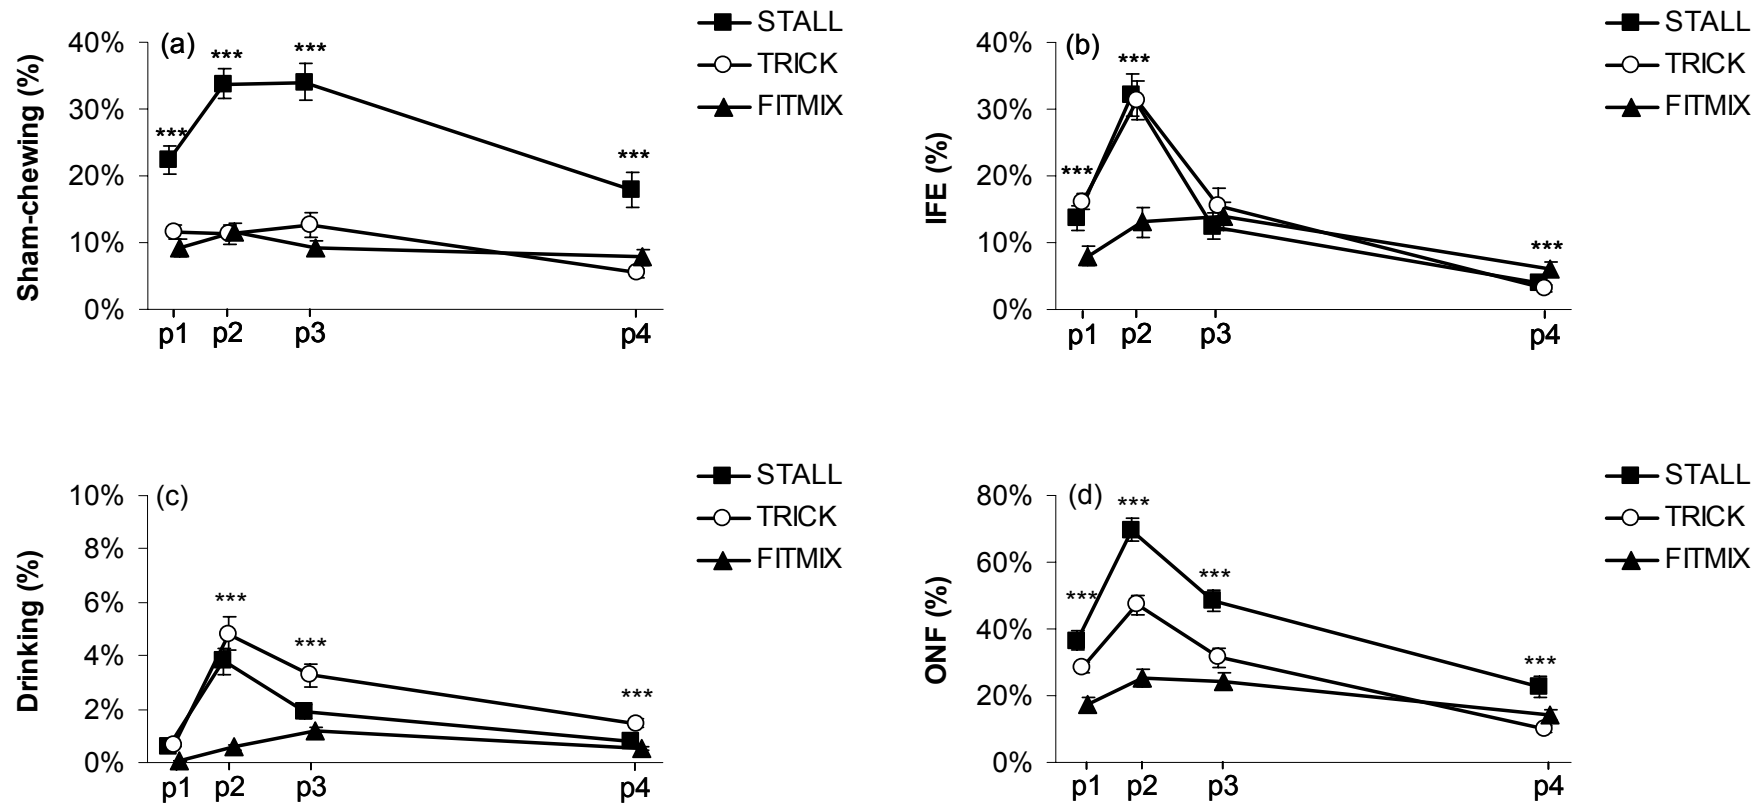 (a)
Sham-chewing (%)
40%
30%
20%
10%
0%
***
***
***
***
p1
p2
p3
p4
STALL
TRICK
FITMIX
(b)
IFE (%)
40%
30%
20%
10%
0%
***
***
***
p1
p2
p3
p4
STALL
TRICK
FITMIX
(c)
Drinking (%)
10%
8%
6%
4%
2%
0%
***
***
***
p1
p2
p3
p4
STALL
TRICK
FITMIX
(d)
ONF (%)
80%
60%
40%
20%
0%
***
***
***
***
p1
p2
p3
p4
STALL
TRICK
FITMIX